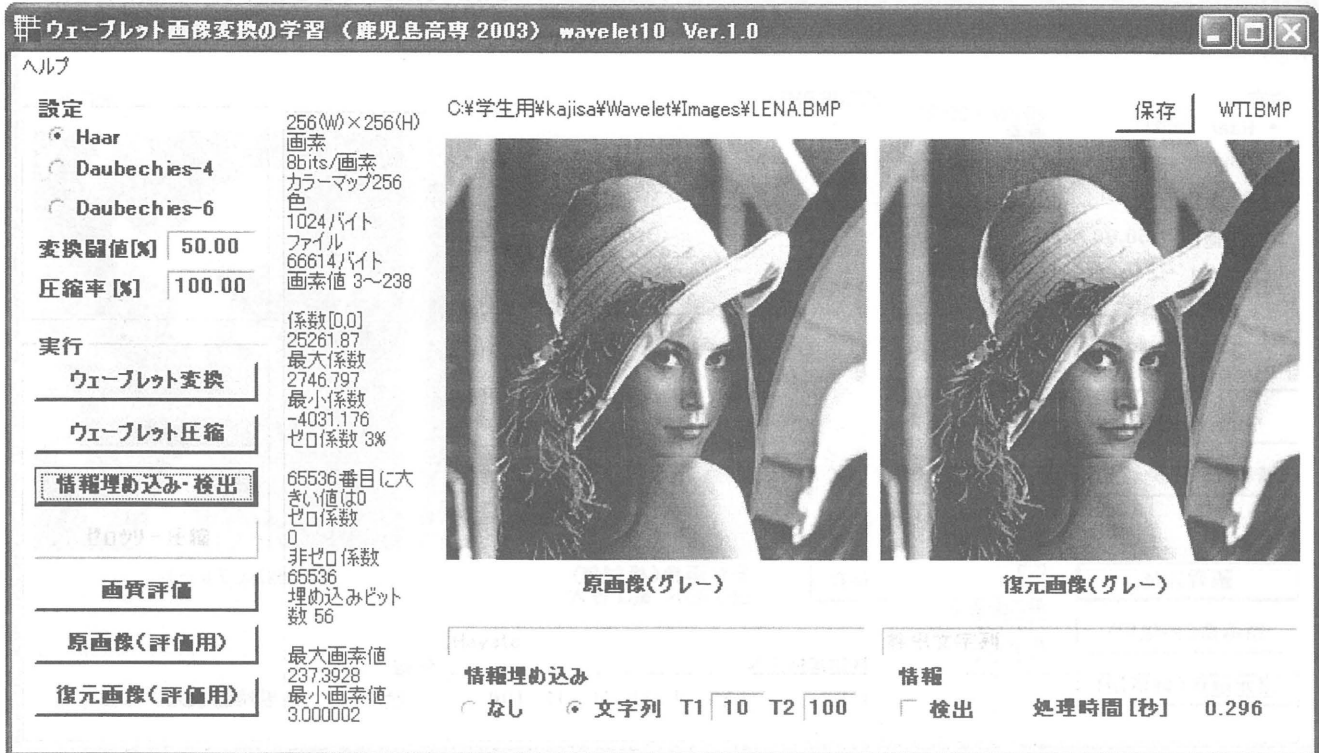 ウェーブレット画像変換の学習 (鹿児島高専 2003) wavelet10 Ver.1.0
ヘルプ
設定
Haar
Daubechies-4
Daubechies-6
変換閾値[%] 50.00
圧縮率[%] 100.00
実行
ウェーブレット変換
ウェーブレット圧縮
情報埋め込み・検出
ゼロツリー圧縮
画質評価
原画像(評価用)
復元画像(評価用)
256(W)×256(H)
画素
8bits/画素
カラーマップ256
色
1024バイト
ファイル
66614バイト
画素値 3~238
係数[0,0]
25261.87
最大係数
2746.797
最小係数
-4031.176
ゼロ係数 3%
65536番目に大
きい値は0
ゼロ係数
0
非ゼロ係数
65536
埋め込みビット
数 56
最大画素値
237.3928
最小画素値
3.000002
C:¥学生用¥kajisa¥Wavelet¥Images¥LENA.BMP
保存 WTI.BMP
原画像(グレー)
復元画像(グレー)
情報埋め込み
なし 文字列 T1 10 T2 100
情報
検出 処理時間[秒] 0.296